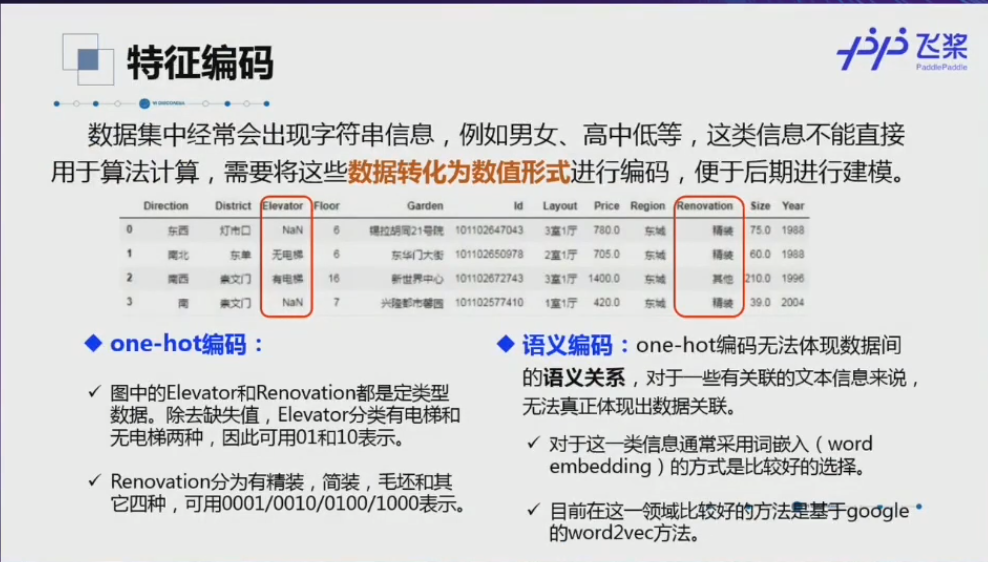 特征编码
飞桨
PaddlePaddle
数据集中经常会出现字符串信息，例如男女、高中低等，这类信息不能直接
用于算法计算，需要将这些数据转化为数值形式进行编码，便于后期进行建模。
Direction District Elevator Floor Garden Id Layout Price Region Renovation Size Year
0 东西 灯市口 NaN 6 锡拉胡同21号院 101102647043 3室1厅 780.0 东城 精装 75.0 1988
1 南北 东单 无电梯 6 东华门大街 101102650978 2室1厅 705.0 东城 精装 60.0 1988
2 南西 崇文门 有电梯 16 新世界中心 101102672743 3室1厅 1400.0 东城 其他 210.0 1996
3 南 崇文门 NaN 7 兴隆都市馨园 101102577410 1室1厅 420.0 东城 精装 39.0 2004
one-hot编码：
图中的Elevator和Renovation都是定类型
数据。除去缺失值，Elevator分类有电梯和
无电梯两种，因此可用01和10表示。
Renovation分为有精装，简装，毛坯和其
它四种，可用0001/0010/0100/1000表示。
语义编码：one-hot编码无法体现数据间
的语义关系，对于一些有关联的文本信息来说，
无法真正体现出数据关联。
对于这一类信息通常采用词嵌入（word
embedding）的方式是比较好的选择。
目前在这一领域比较好的方法是基于google
的word2vec方法。